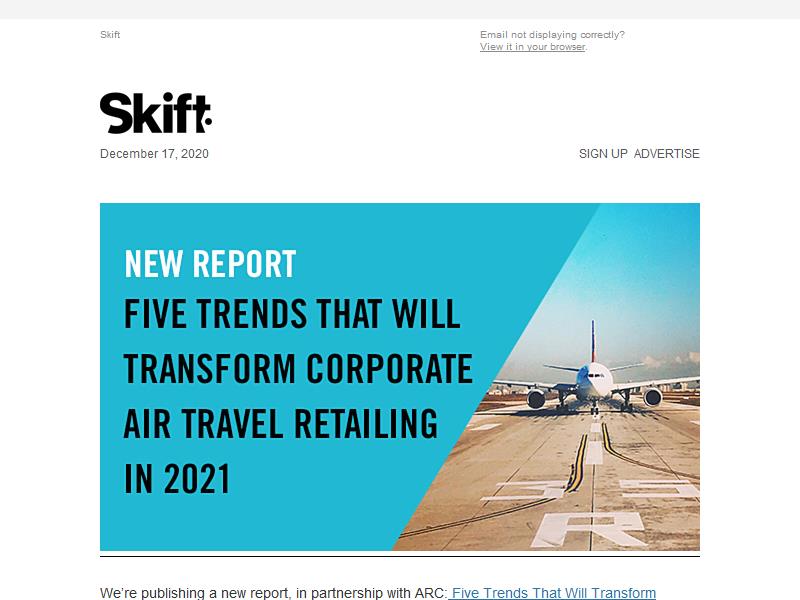 Skift
Email not displaying correctly?
View it in your browser.
Skift
December 17, 2020
SIGN UP ADVERTISE
NEW REPORT
FIVE TRENDS THAT WILL
TRANSFORM CORPORATE
AIR TRAVEL RETAILING
IN 2021
35
R
We’re publishing a new report, in partnership with ARC: Five Trends That Will Transform